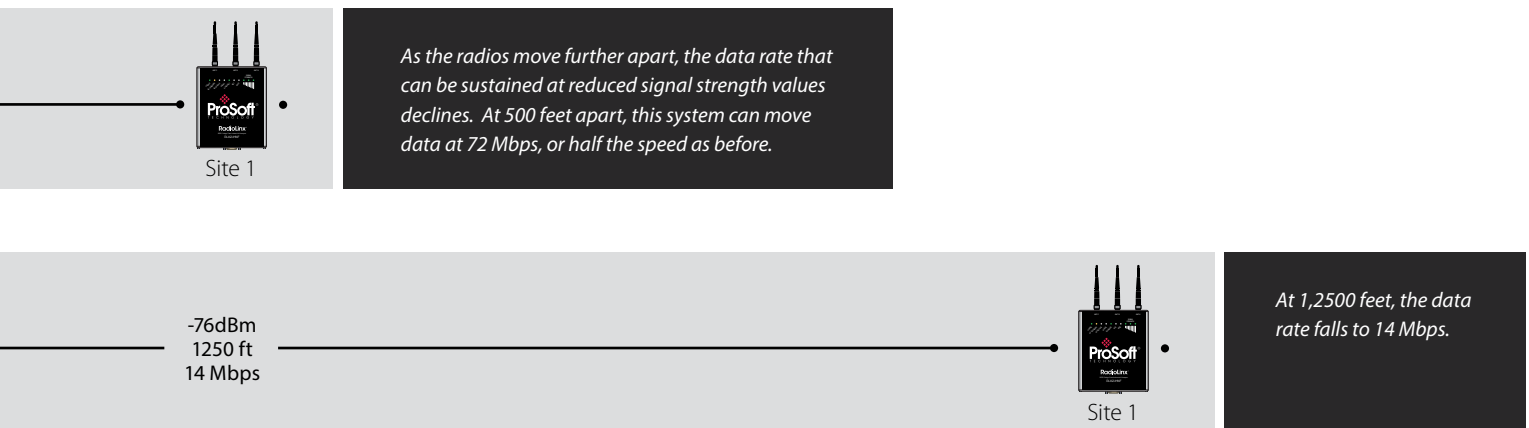 As the radios move further apart, the data rate that
can be sustained at reduced signal strength values
declines.  At 500 feet apart, this system can move
data at 72 Mbps, or half the speed as before.
ProSoft
TECHNOLOGY
RadioLinx
Site 1
-76dBm
1250 ft
14 Mbps
ProSoft
TECHNOLOGY
RadioLinx
Site 1
At 1,2500 feet, the data
rate falls to 14 Mbps.